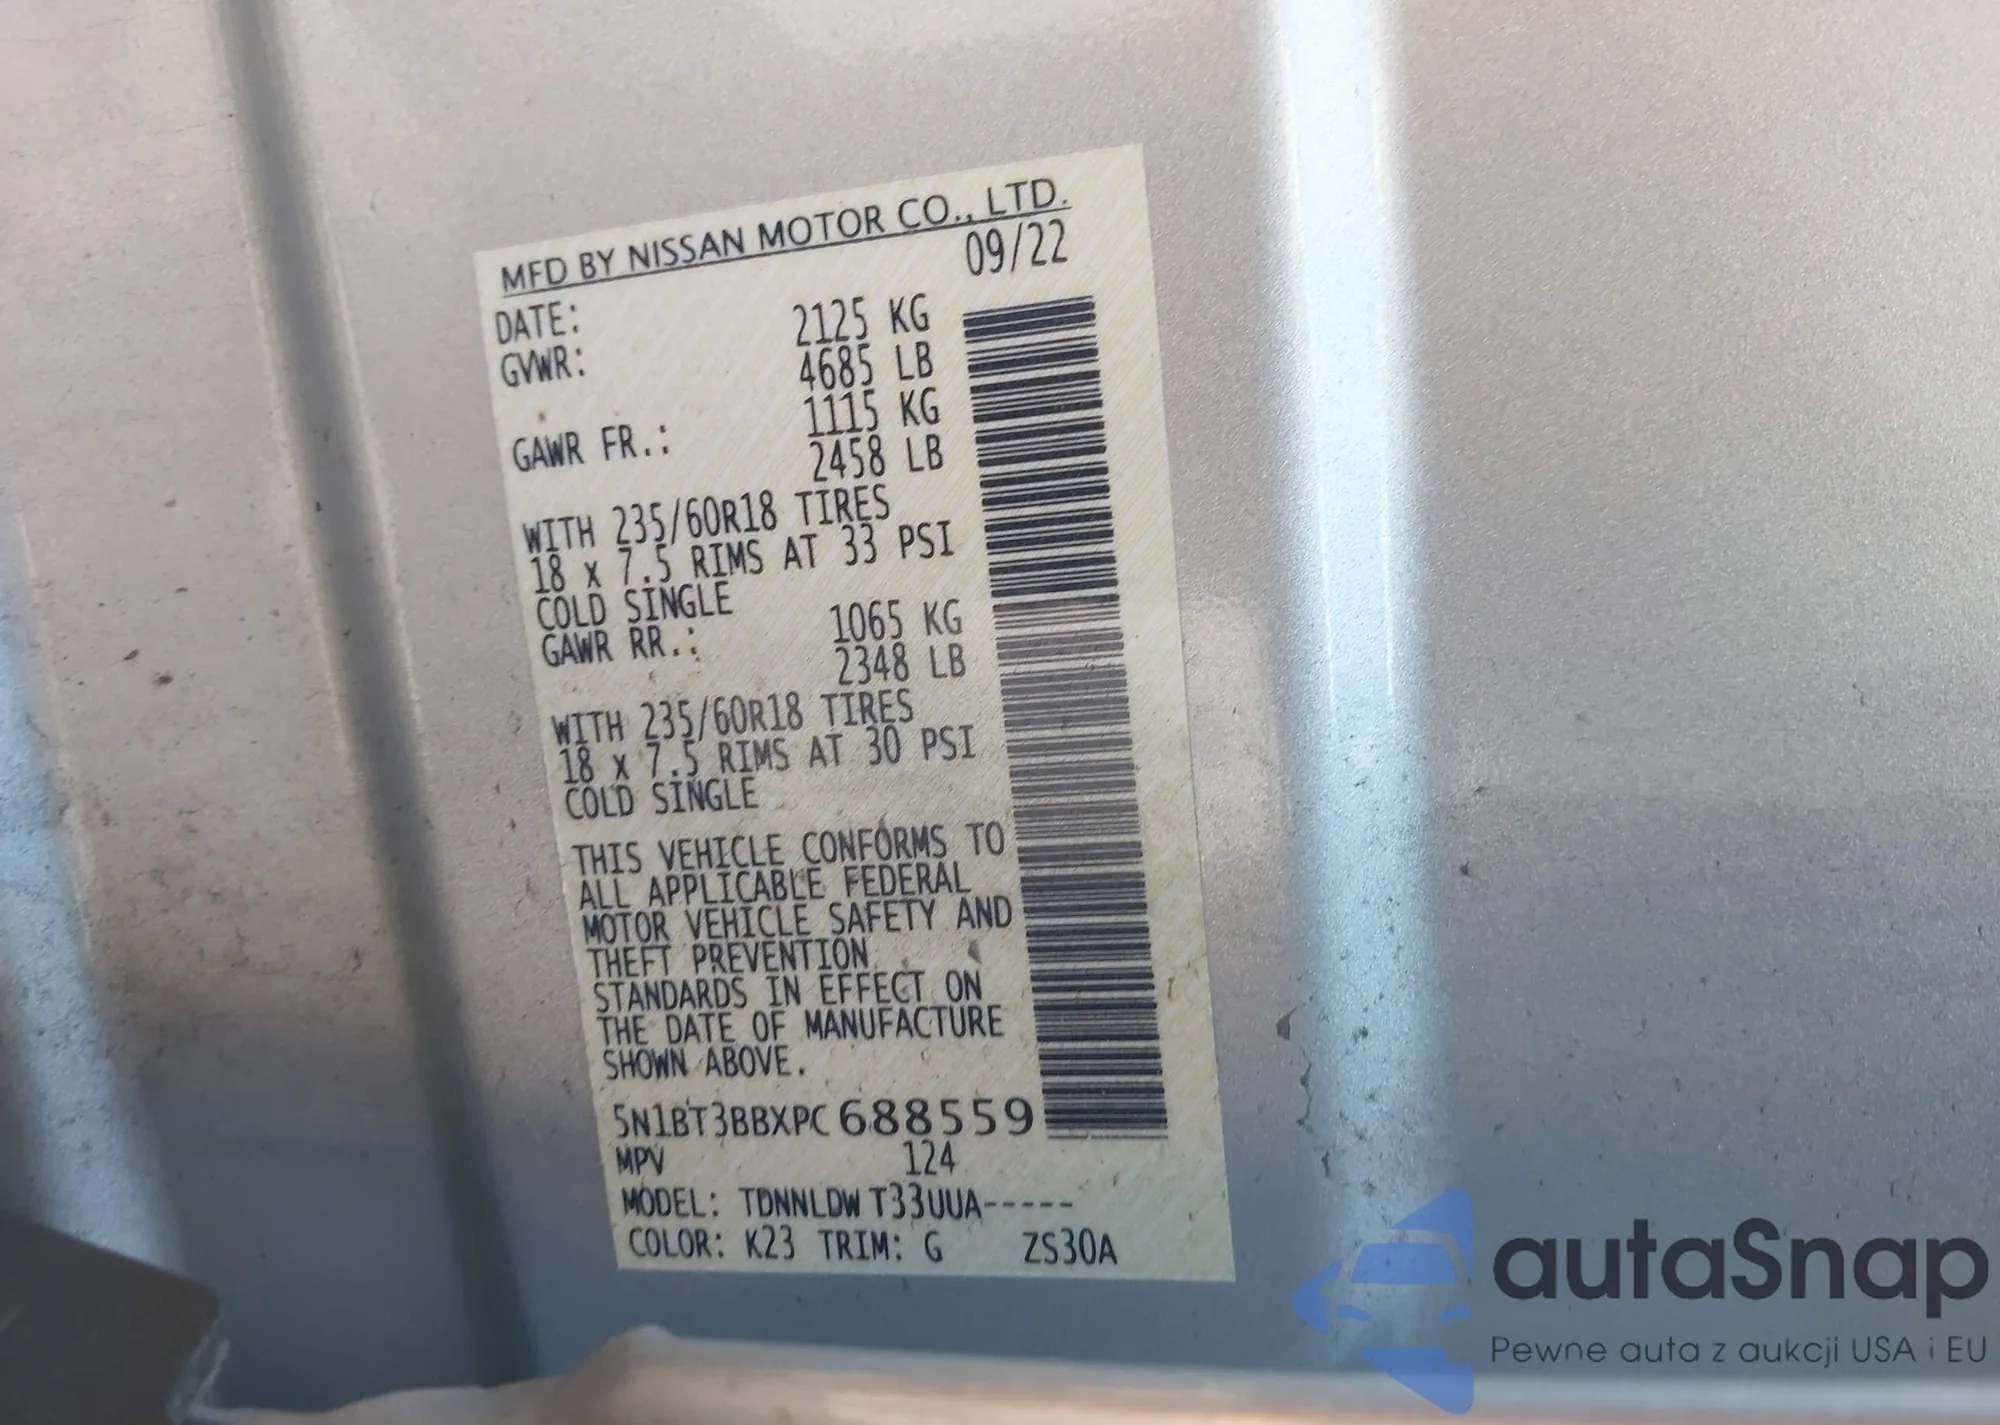 MFD BY NISSAN MOTOR CO., LTD.
DATE: 09/22
GVWR: 2125 KG
4685 LB
GAWR FR.: 1115 KG
2458 LB
WITH 235/60R18 TIRES
18 x 7.5 RIMS AT 33 PSI
COLD SINGLE
GAWR RR.: 1065 KG
2348 LB
WITH 235/60R18 TIRES
18 x 7.5 RIMS AT 30 PSI
COLD SINGLE
THIS VEHICLE CONFORMS TO
ALL APPLICABLE FEDERAL
MOTOR VEHICLE SAFETY AND
THEFT PREVENTION
STANDARDS IN EFFECT ON
THE DATE OF MANUFACTURE
SHOWN ABOVE.
5N1BT3BBXPC688559
MPV 124
MODEL: TDNNLDW T33UUA-----
COLOR: K23 TRIM: G ZS30A
autaSnap
Pewne auta z aukcji USA i EU